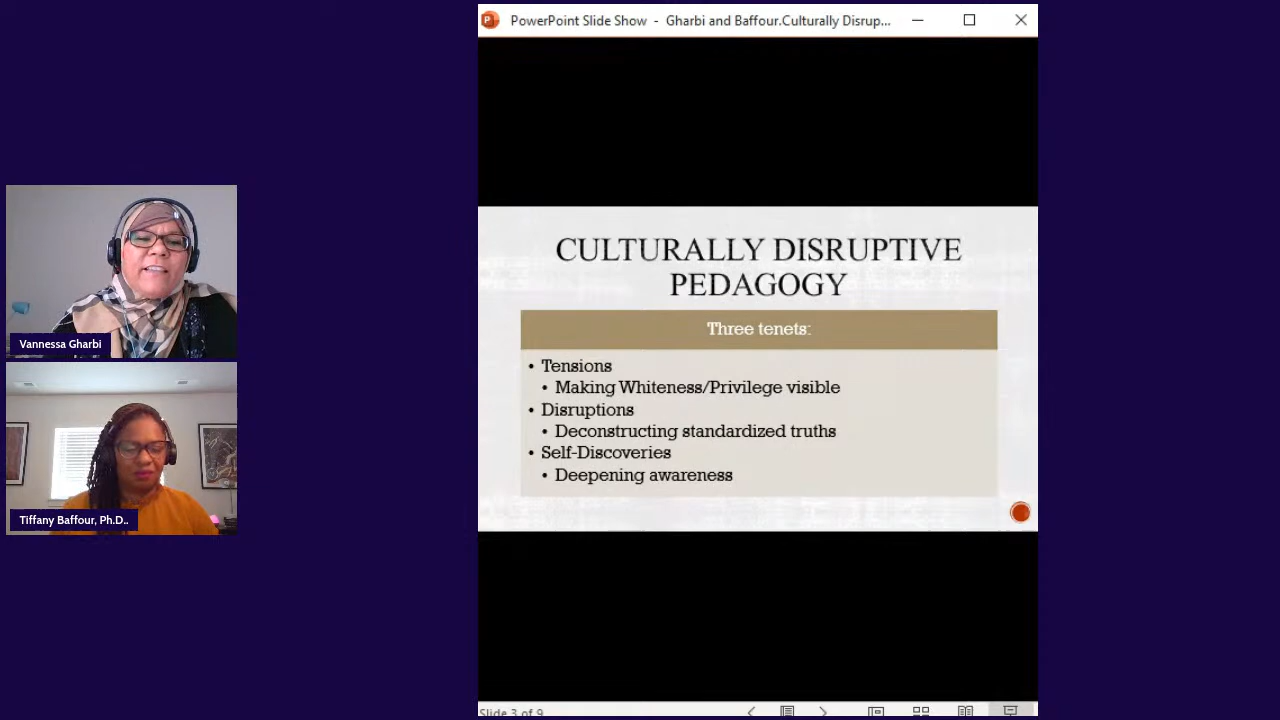 PowerPoint Slide Show - Gharbi and Baffour.Culturally Disrup...
CULTURALLY DISRUPTIVE
PEDAGOGY
Three tenets:
• Tensions
• Making Whiteness/Privilege visible
• Disruptions
• Deconstructing standardized truths
• Self-Discoveries
• Deepening awareness
Vannessa Gharbi
Tiffany Baffour, Ph.D..
Slide 3 of 9